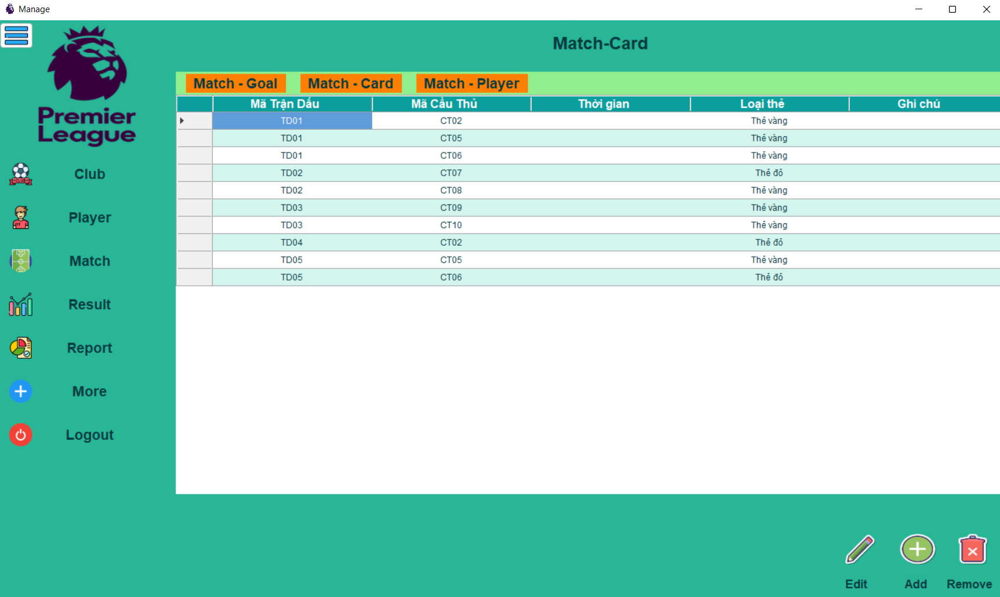 Manage
Match-Card
Premier
League
Match - Goal Match - Card Match - Player
Mã Trận Dấu Mã Cầu Thủ Thời gian Loại thẻ Ghi chú
TD01 CT02 Thẻ vàng
TD01 CT05 Thẻ vàng
TD01 CT06 Thẻ vàng
TD02 CT07 Thẻ đỏ
TD02 CT08 Thẻ vàng
TD03 CT09 Thẻ vàng
TD03 CT10 Thẻ vàng
TD04 CT02 Thẻ đỏ
TD05 CT05 Thẻ vàng
TD05 CT06 Thẻ đỏ
Club
Player
Match
Result
Report
More
Logout
Edit Add Remove